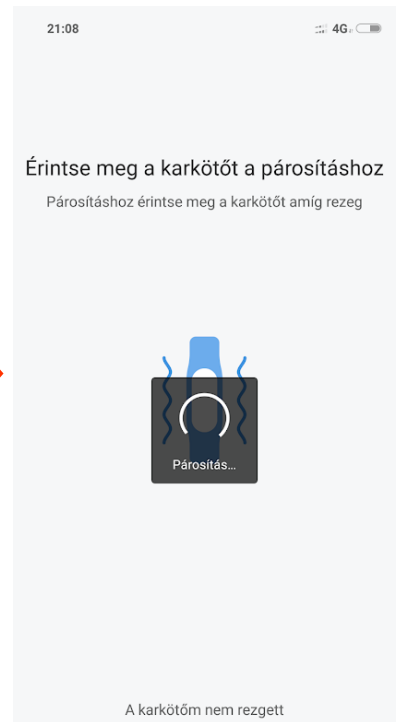 21:08
4G
Érintse meg a karkötőt a párosításhoz
Párosításhoz érintse meg a karkötőt amíg rezeg
Párosítás...
A karkötőm nem rezgett